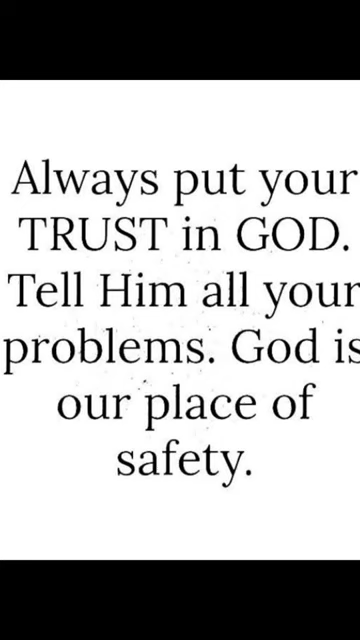 Always put your
TRUST in GOD.
Tell Him all your
problems. God is
our place of
safety.